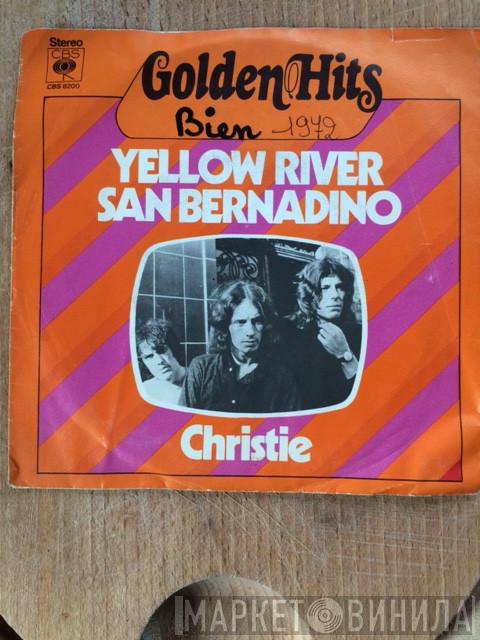 Stereo
CBS
CBS 8200
Golden Hits
Bien 1972
YELLOW RIVER
SAN BERNADINO
Christie
МАРКЕТ ВИНИЛА